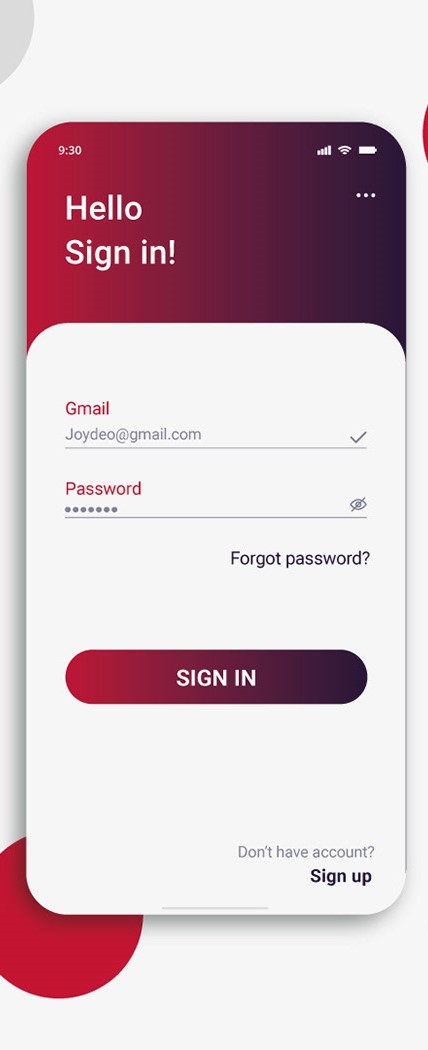 9:30
Hello
Sign in!
Gmail
Joydeo@gmail.com
Password
Forgot password?
SIGN IN
Don't have account?
Sign up